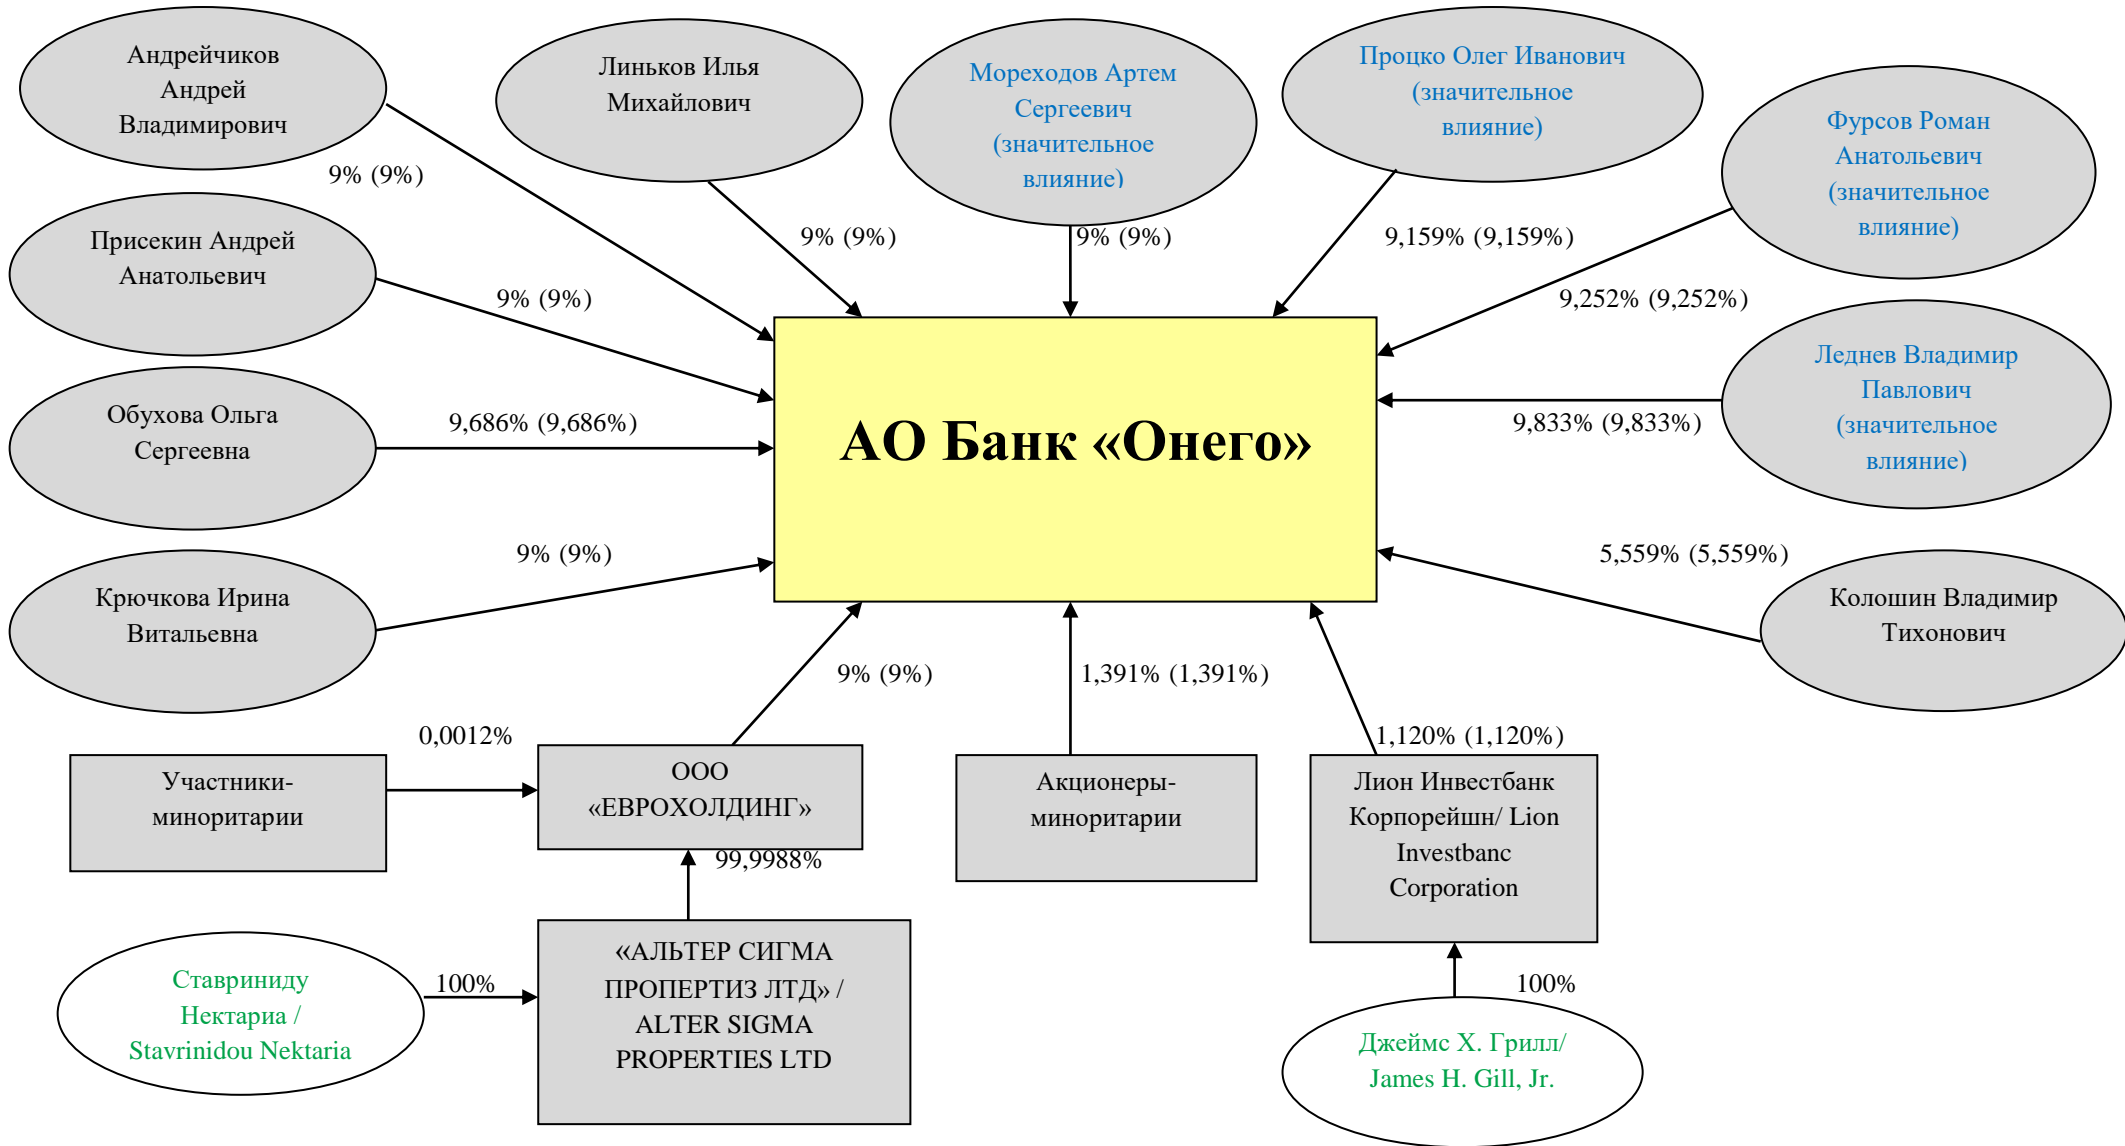 Андрейчиков
Андрей
Владимирович
Линьков Илья
Михайлович
Мореходов Артем
Сергеевич
(значительное
влияние)
Процко Олег Иванович
(значительное
влияние)
Фурсов Роман
Анатольевич
(значительное
влияние)
9% (9%)
9% (9%)
9% (9%)
9,159% (9,159%)
9,252% (9,252%)
Присекин Андрей
Анатольевич
9% (9%)
Леднев Владимир
Павлович
(значительное
влияние)
9,833% (9,833%)
Обухова Ольга
Сергеевна
9,686% (9,686%)
АО Банк «Онего»
Крючкова Ирина
Витальевна
9% (9%)
5,559% (5,559%)
Колошин Владимир
Тихонович
9% (9%)
1,391% (1,391%)
1,120% (1,120%)
0,0012%
Участники-
миноритарии
ООО
«ЕВРОХОЛДИНГ»
Акционеры-
миноритарии
Лион Инвестбанк
Корпорейшн/ Lion
Investbanc
Corporation
99,9988%
Ставриниду
Нектариа /
Stavrinidou Nektaria
100%
«АЛЬТЕР СИГМА
ПРОПЕРТИЗ ЛТД» /
ALTER SIGMA
PROPERTIES LTD
100%
Джеймс Х. Грилл/
James H. Gill, Jr.